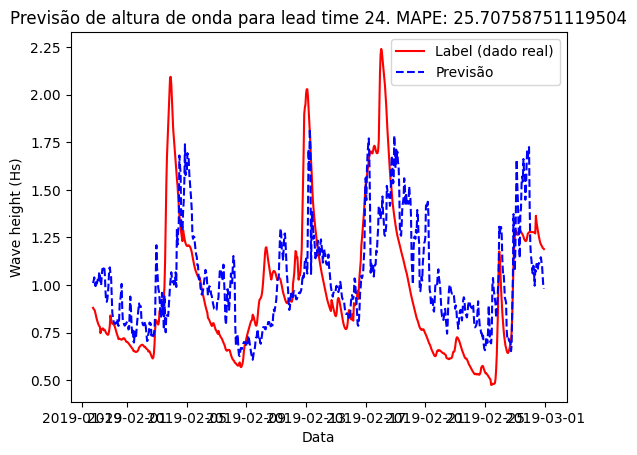 Previsão de altura de onda para lead time 24. MAPE: 25.70758751119504
Label (dado real)
Previsão
2.25
2.00
1.75
1.50
1.25
1.00
0.75
0.50
Wave height (Hs)
2019-01-29 2019-02-01 2019-02-05 2019-02-09 2019-02-13 2019-02-17 2019-02-21 2019-02-25 2019-03-01
Data